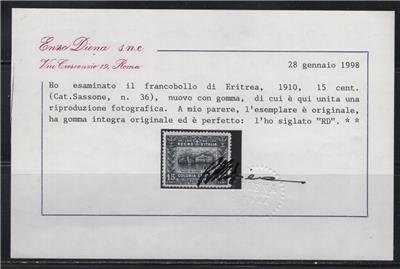 Enzo Diena s.n.c.
Via Crescenzio 19, Roma
28 gennaio 1998
Ho esaminato il francobollo di Eritrea, 1910, 15 cent.
(Cat.Sassone, n. 36), nuovo con gomma, di cui è qui unita una
riproduzione fotografica. A mio parere, l'esemplare è originale,
ha gomma integra originale ed è perfetto: l'ho siglato "RD". * *
REGNO D'ITALIA
15
COLONIA